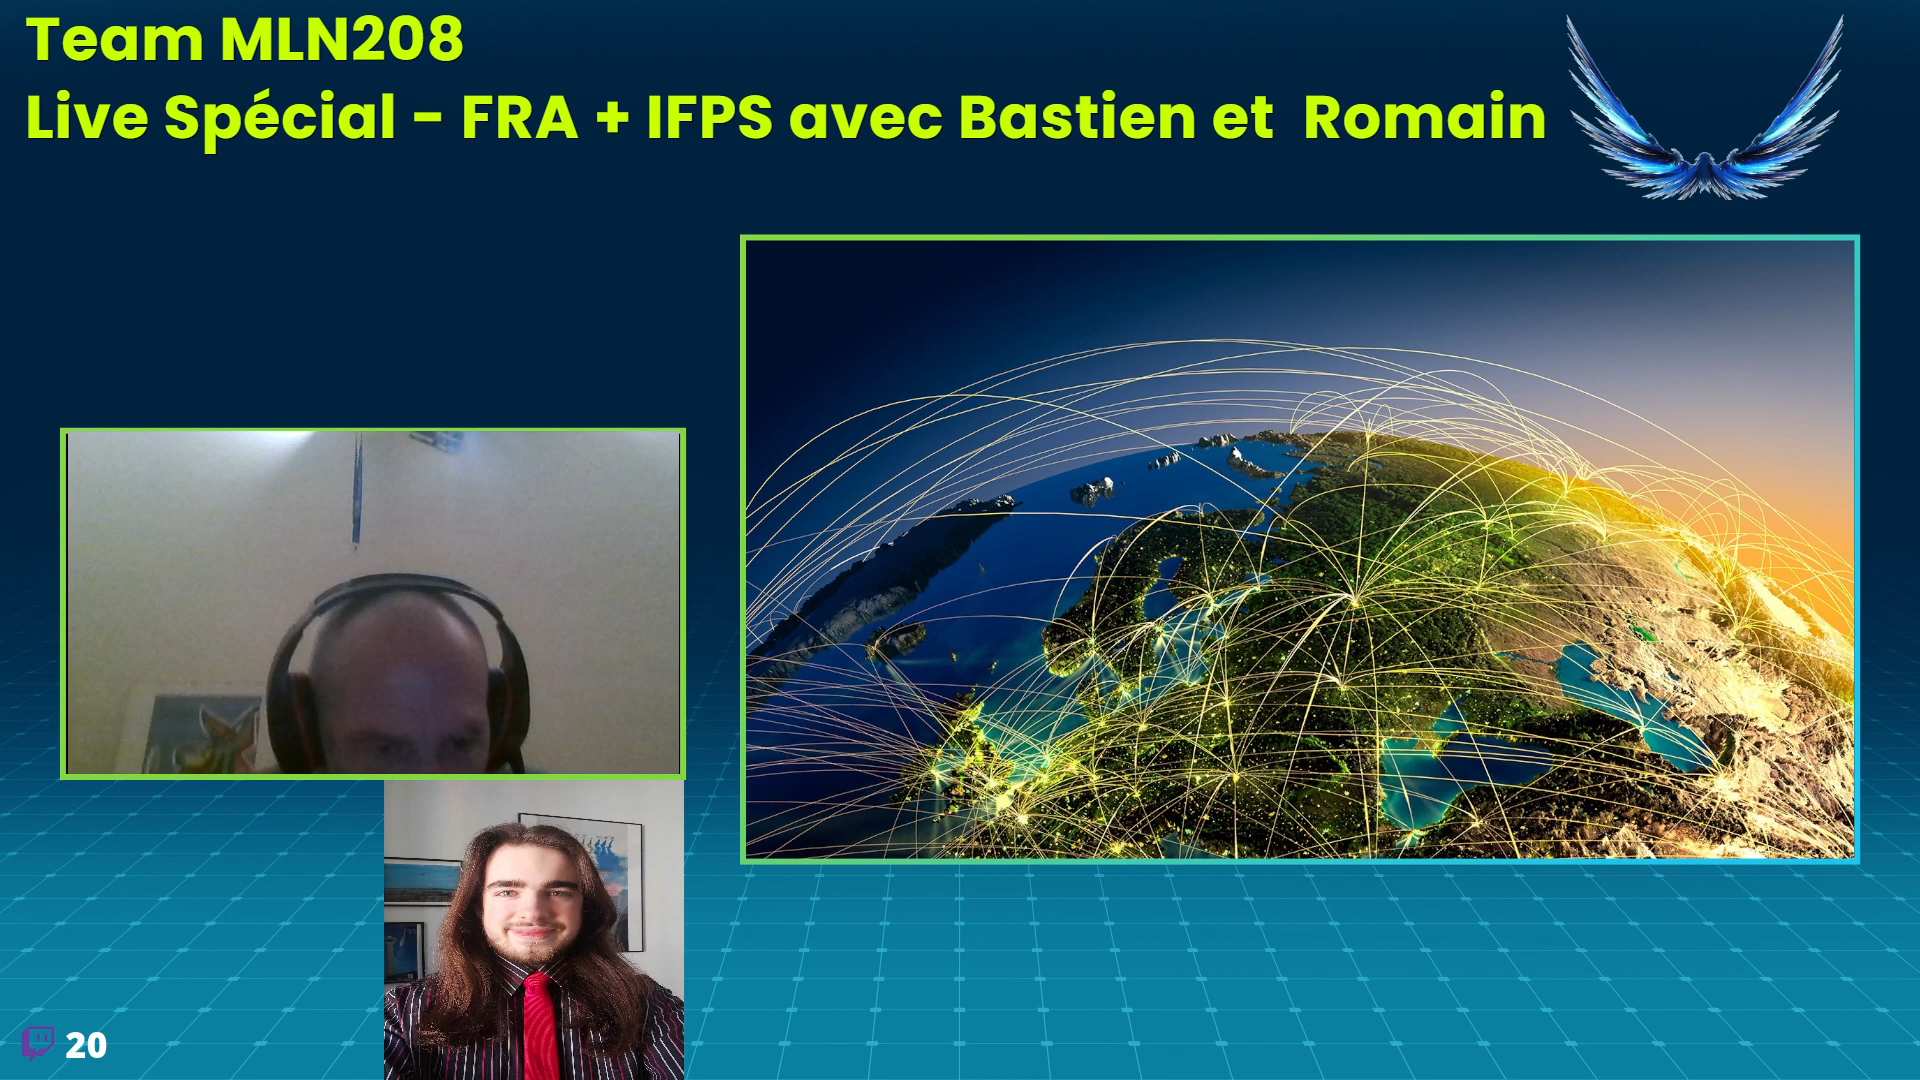 Team MLN208
Live Spécial - FRA + IFPS avec Bastien et  Romain
20